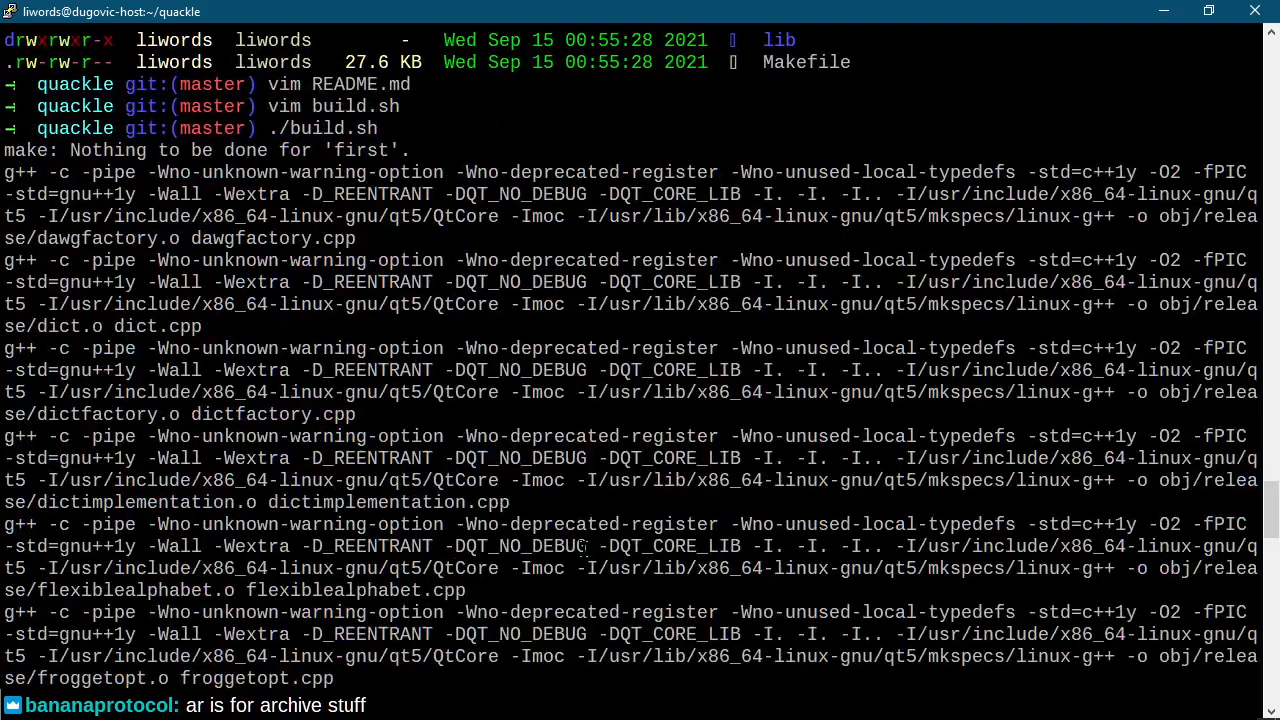 liwords@dugovic-host:~/quackle
drwxrwxr-x liwords liwords - Wed Sep 15 00:55:28 2021 lib
.rw-rw-r-- liwords liwords 27.6 KB Wed Sep 15 00:55:28 2021 Makefile
quackle git:(master) vim README.md
quackle git:(master) vim build.sh
quackle git:(master) ./build.sh
make: Nothing to be done for 'first'.
g++ -c -pipe -Wno-unknown-warning-option -Wno-deprecated-register -Wno-unused-local-typedefs -std=c++1y -O2 -fPIC
-std=gnu++1y -Wall -Wextra -D_REENTRANT -DQT_NO_DEBUG -DQT_CORE_LIB -I. -I. -I.. -I/usr/include/x86_64-linux-gnu/q
t5 -I/usr/include/x86_64-linux-gnu/qt5/QtCore -Imoc -I/usr/lib/x86_64-linux-gnu/qt5/mkspecs/linux-g++ -o obj/relea
se/dawgfactory.o dawgfactory.cpp
g++ -c -pipe -Wno-unknown-warning-option -Wno-deprecated-register -Wno-unused-local-typedefs -std=c++1y -O2 -fPIC
-std=gnu++1y -Wall -Wextra -D_REENTRANT -DQT_NO_DEBUG -DQT_CORE_LIB -I. -I. -I.. -I/usr/include/x86_64-linux-gnu/q
t5 -I/usr/include/x86_64-linux-gnu/qt5/QtCore -Imoc -I/usr/lib/x86_64-linux-gnu/qt5/mkspecs/linux-g++ -o obj/relea
se/dict.o dict.cpp
g++ -c -pipe -Wno-unknown-warning-option -Wno-deprecated-register -Wno-unused-local-typedefs -std=c++1y -O2 -fPIC
-std=gnu++1y -Wall -Wextra -D_REENTRANT -DQT_NO_DEBUG -DQT_CORE_LIB -I. -I. -I.. -I/usr/include/x86_64-linux-gnu/q
t5 -I/usr/include/x86_64-linux-gnu/qt5/QtCore -Imoc -I/usr/lib/x86_64-linux-gnu/qt5/mkspecs/linux-g++ -o obj/relea
se/dictfactory.o dictfactory.cpp
g++ -c -pipe -Wno-unknown-warning-option -Wno-deprecated-register -Wno-unused-local-typedefs -std=c++1y -O2 -fPIC
-std=gnu++1y -Wall -Wextra -D_REENTRANT -DQT_NO_DEBUG -DQT_CORE_LIB -I. -I. -I.. -I/usr/include/x86_64-linux-gnu/q
t5 -I/usr/include/x86_64-linux-gnu/qt5/QtCore -Imoc -I/usr/lib/x86_64-linux-gnu/qt5/mkspecs/linux-g++ -o obj/relea
se/dictimplementation.o dictimplementation.cpp
g++ -c -pipe -Wno-unknown-warning-option -Wno-deprecated-register -Wno-unused-local-typedefs -std=c++1y -O2 -fPIC
-std=gnu++1y -Wall -Wextra -D_REENTRANT -DQT_NO_DEBUG -DQT_CORE_LIB -I. -I. -I.. -I/usr/include/x86_64-linux-gnu/q
t5 -I/usr/include/x86_64-linux-gnu/qt5/QtCore -Imoc -I/usr/lib/x86_64-linux-gnu/qt5/mkspecs/linux-g++ -o obj/relea
se/flexiblealphabet.o flexiblealphabet.cpp
g++ -c -pipe -Wno-unknown-warning-option -Wno-deprecated-register -Wno-unused-local-typedefs -std=c++1y -O2 -fPIC
-std=gnu++1y -Wall -Wextra -D_REENTRANT -DQT_NO_DEBUG -DQT_CORE_LIB -I. -I. -I.. -I/usr/include/x86_64-linux-gnu/q
t5 -I/usr/include/x86_64-linux-gnu/qt5/QtCore -Imoc -I/usr/lib/x86_64-linux-gnu/qt5/mkspecs/linux-g++ -o obj/relea
se/froggetopt.o froggetopt.cpp
bananaprotocol: ar is for archive stuff